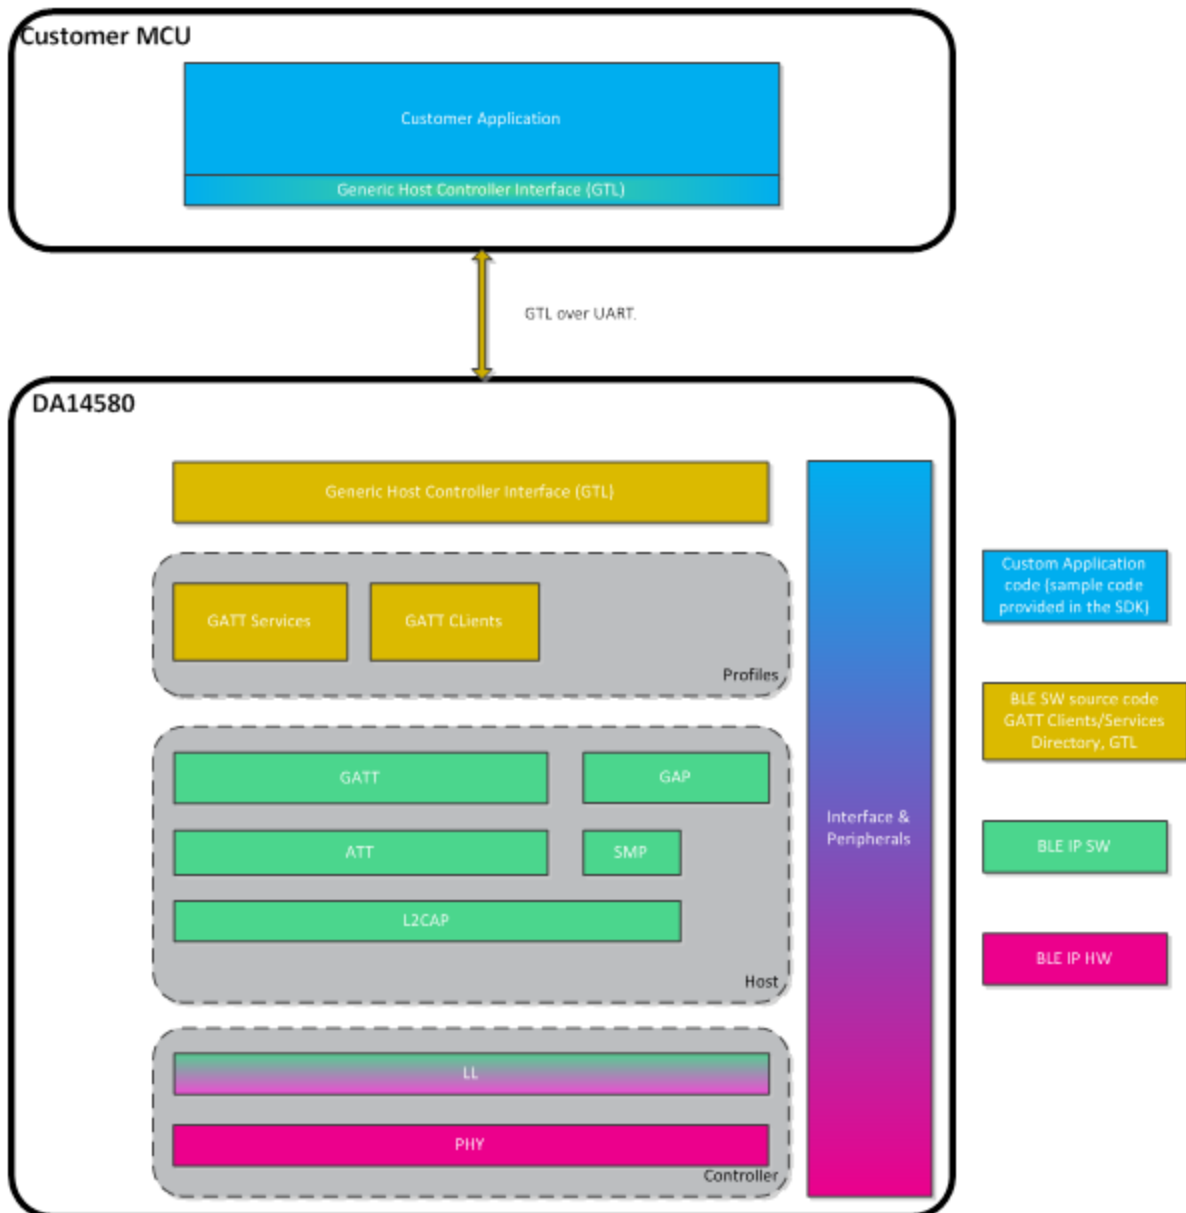 Customer MCU
Customer Application
Generic Host Controller Interface (GTL)
GTL over UART.
DA14580
Generic Host Controller Interface (GTL)
GATT Services
GATT CLients
Profiles
GATT
GAP
ATT
SMP
L2CAP
Host
LL
PHY
Controller
Interface &
Peripherals
Custom Application
code (sample code
provided in the SDK)
BLE SW source code
GATT Clients/Services
Directory, GTL
BLE IP SW
BLE IP HW